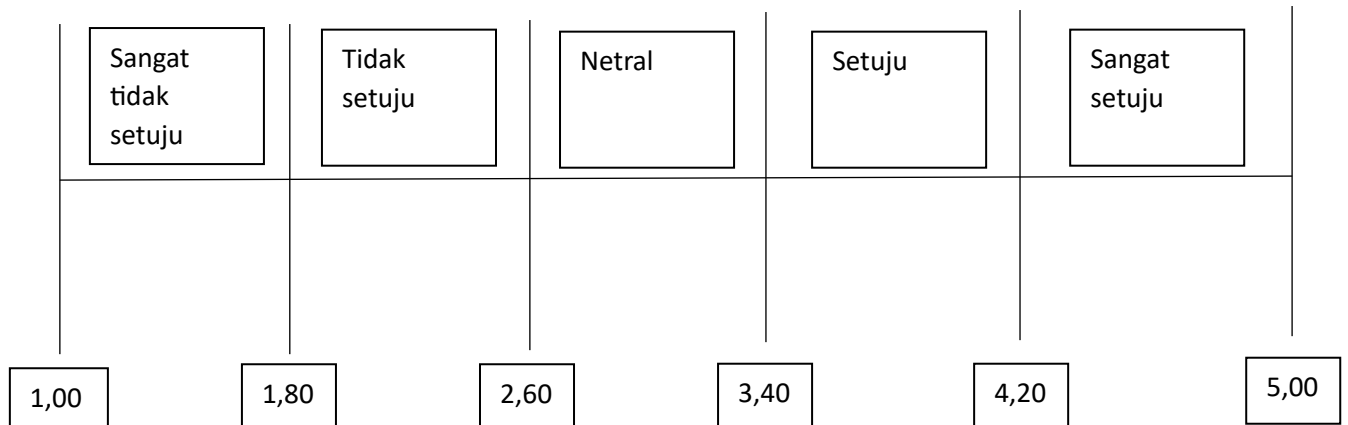 Sangat
tidak
setuju
Tidak
setuju
Netral
Setuju
Sangat
setuju
1,00
1,80
2,60
3,40
4,20
5,00